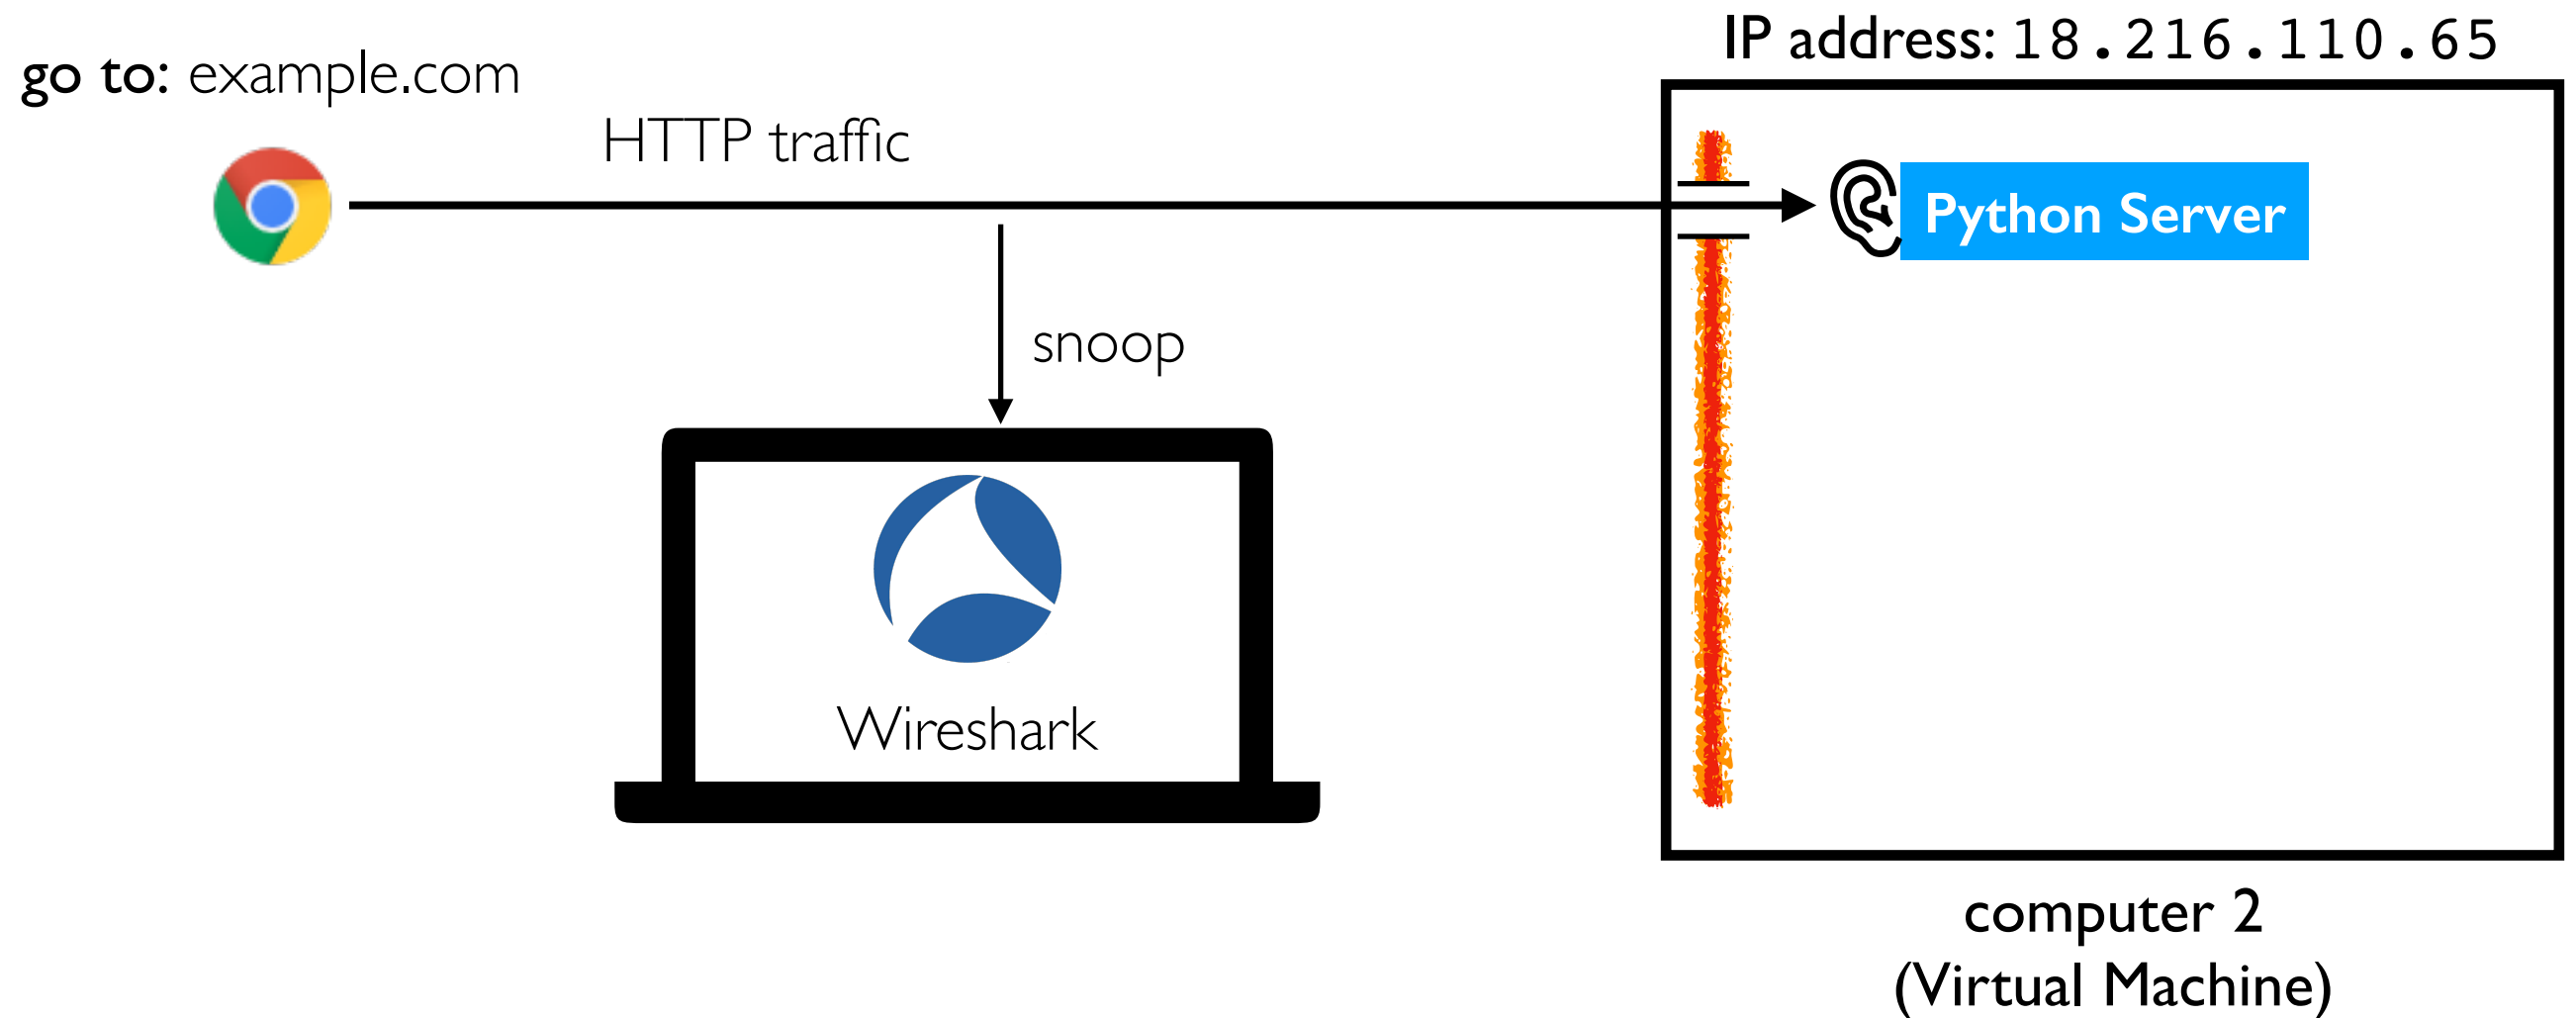 IP address: 18.216.110.65
go to: example.com
HTTP traffic
Python Server
snoop
Wireshark
computer 2
(Virtual Machine)